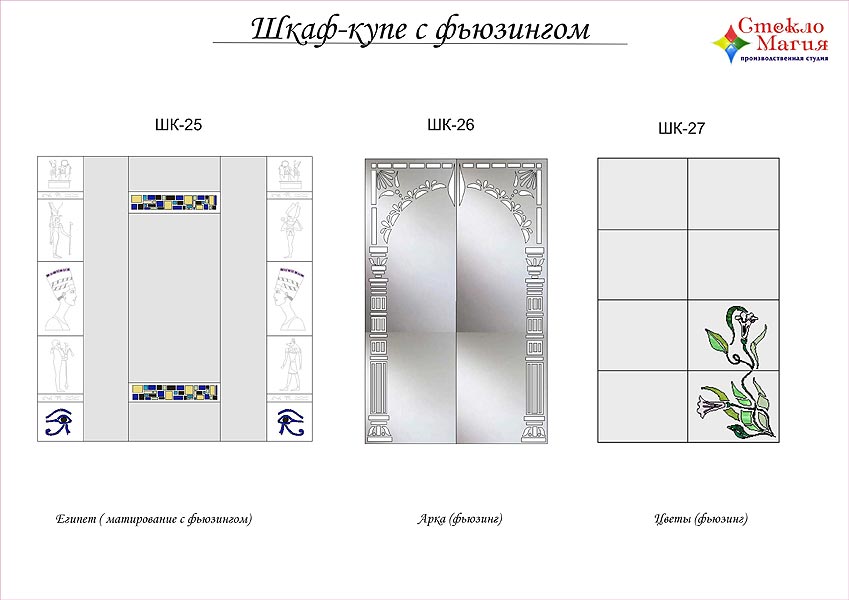 Шкаф-купе с фьюзингом
Стекло
Магия
производственная студия
ШК-25
ШК-26
ШК-27
Египет ( матирование с фьюзингом)
Арка (фьюзинг)
Цветы (фьюзинг)